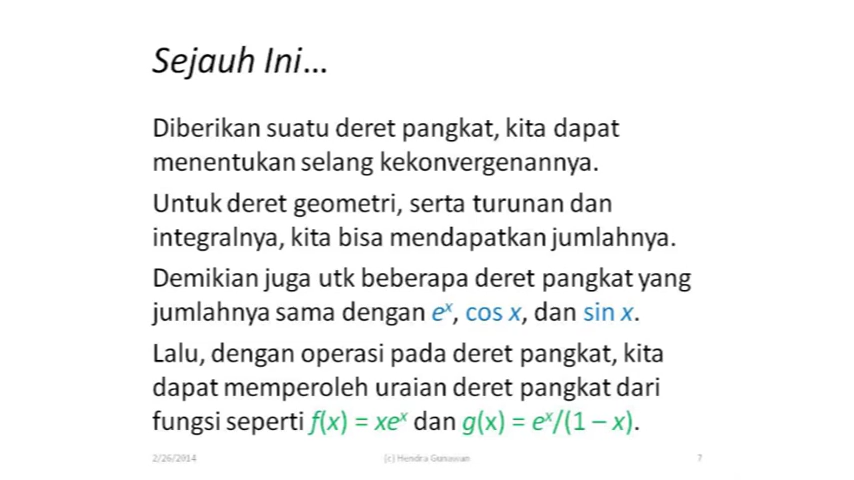 Sejauh Ini...
Diberikan suatu deret pangkat, kita dapat
menentukan selang kekonvergenannya.
Untuk deret geometri, serta turunan dan
integralnya, kita bisa mendapatkan jumlahnya.
Demikian juga utk beberapa deret pangkat yang
jumlahnya sama dengan eˣ, cos x, dan sin x.
Lalu, dengan operasi pada deret pangkat, kita
dapat memperoleh uraian deret pangkat dari
fungsi seperti f(x) = xeˣ dan g(x) = eˣ/(1 – x).
2/26/2014 (c) Hendra Gunawan 7